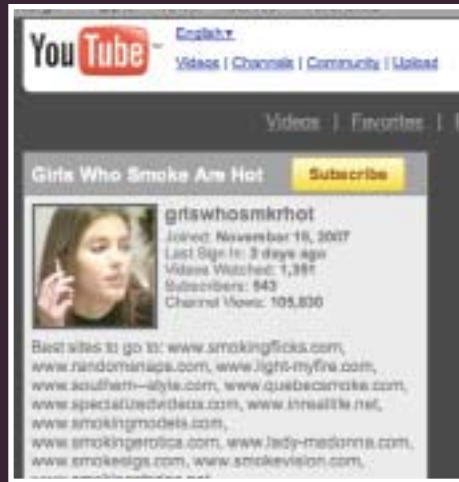 YouTube
English
Videos | Channels | Community | Upload
Videos | Favorites |
Girls Who Smoke Are Hot Subscribe
grlswhosmkrhot
Joined: November 19, 2007
Last Sign In: 3 days ago
Videos Watched: 1,351
Subscribers: 543
Channel Views: 105,830
Best sites to go to: www.smokingflicks.com,
www.randomsnaps.com, www.light-myfire.com,
www.southern--style.com, www.quebecsmoke.com,
www.specializedvideos.com, www.inreallife.net,
www.smokingmodels.com,
www.smokingerotica.com, www.lady-madonna.com,
www.smokesigs.com, www.smokevision.com,